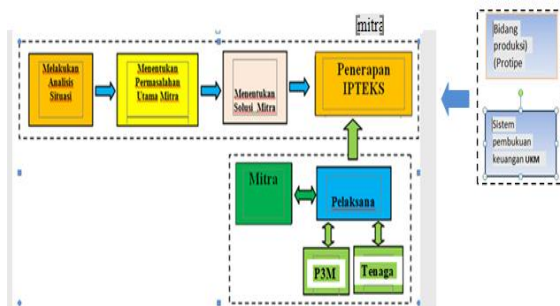 [mitra
Melakukan
Analisis
Situasi
Menentukan
Permasalahan
Utama Mitra
Menentukan
Solusi Mitra
Penerapan
IPTEKS
Bidang
produksi)
(Protipe
Sistem
pembukuan
keuangan UKM
Mitra
Pelaksana
P3M
Tenaga